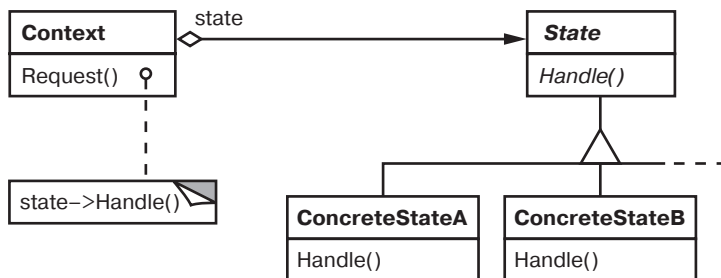 state
Context
State
Request()
Handle()
state−>Handle()
ConcreteStateA
ConcreteStateB
Handle()
Handle()